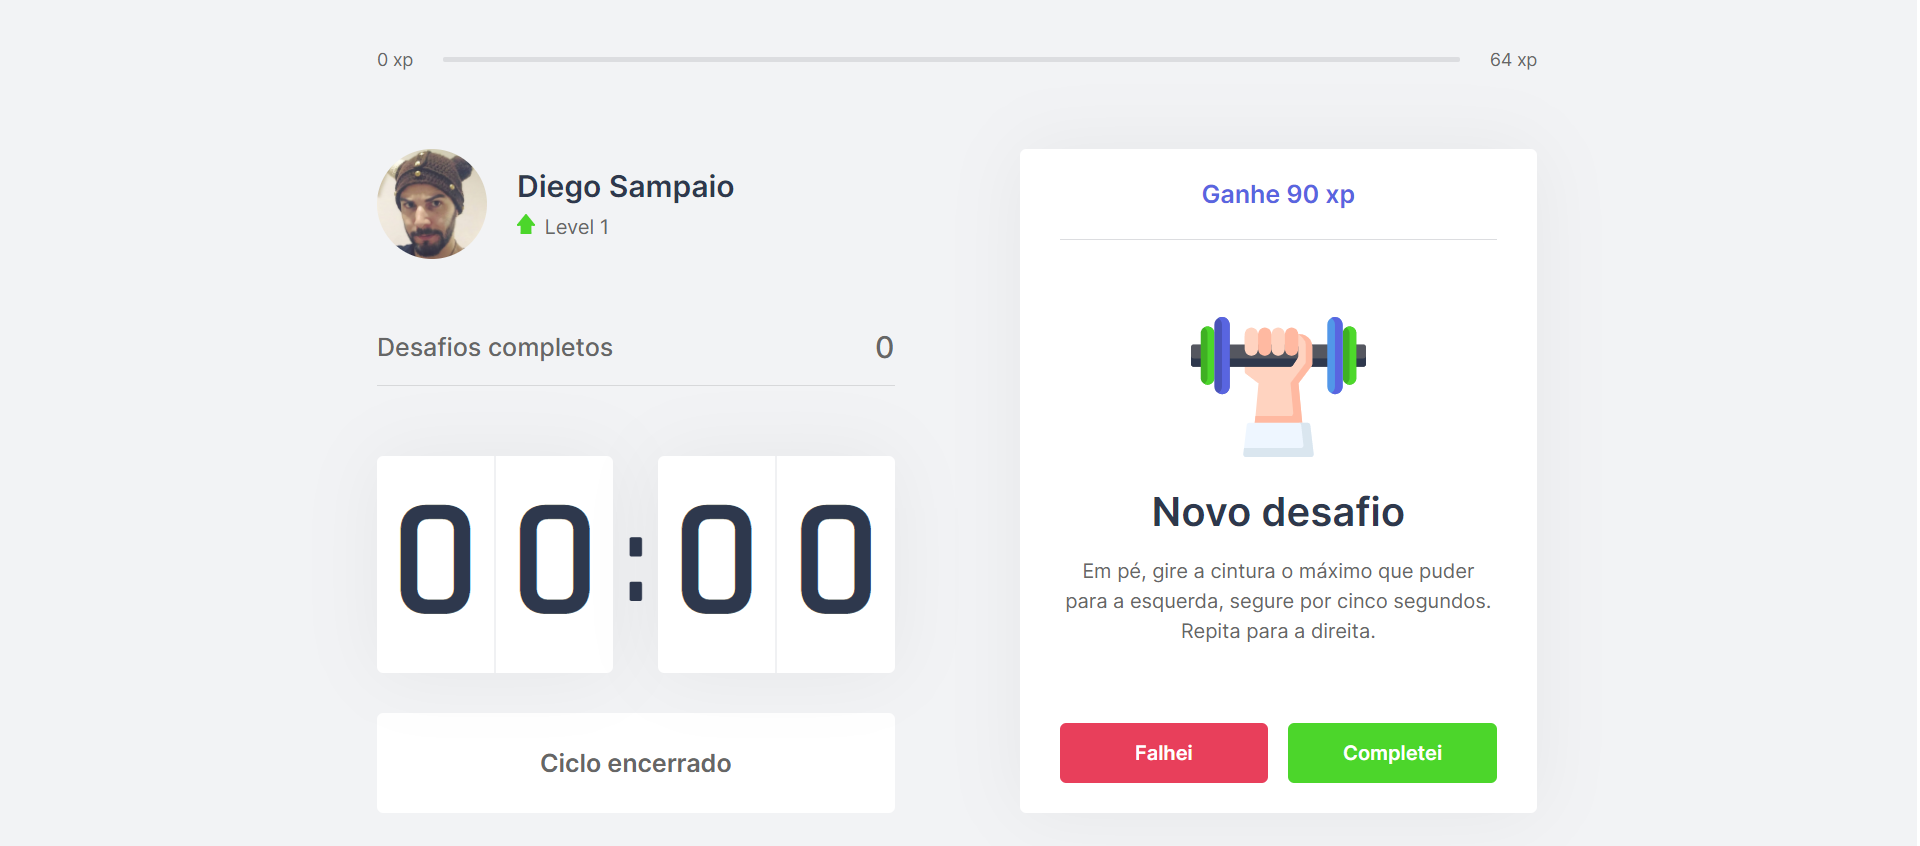 0 xp
64 xp
Diego Sampaio
Level 1
Desafios completos
0
00:00
Ciclo encerrado
Ganhe 90 xp
Novo desafio
Em pé, gire a cintura o máximo que puder
para a esquerda, segure por cinco segundos.
Repita para a direita.
Falhei
Completei